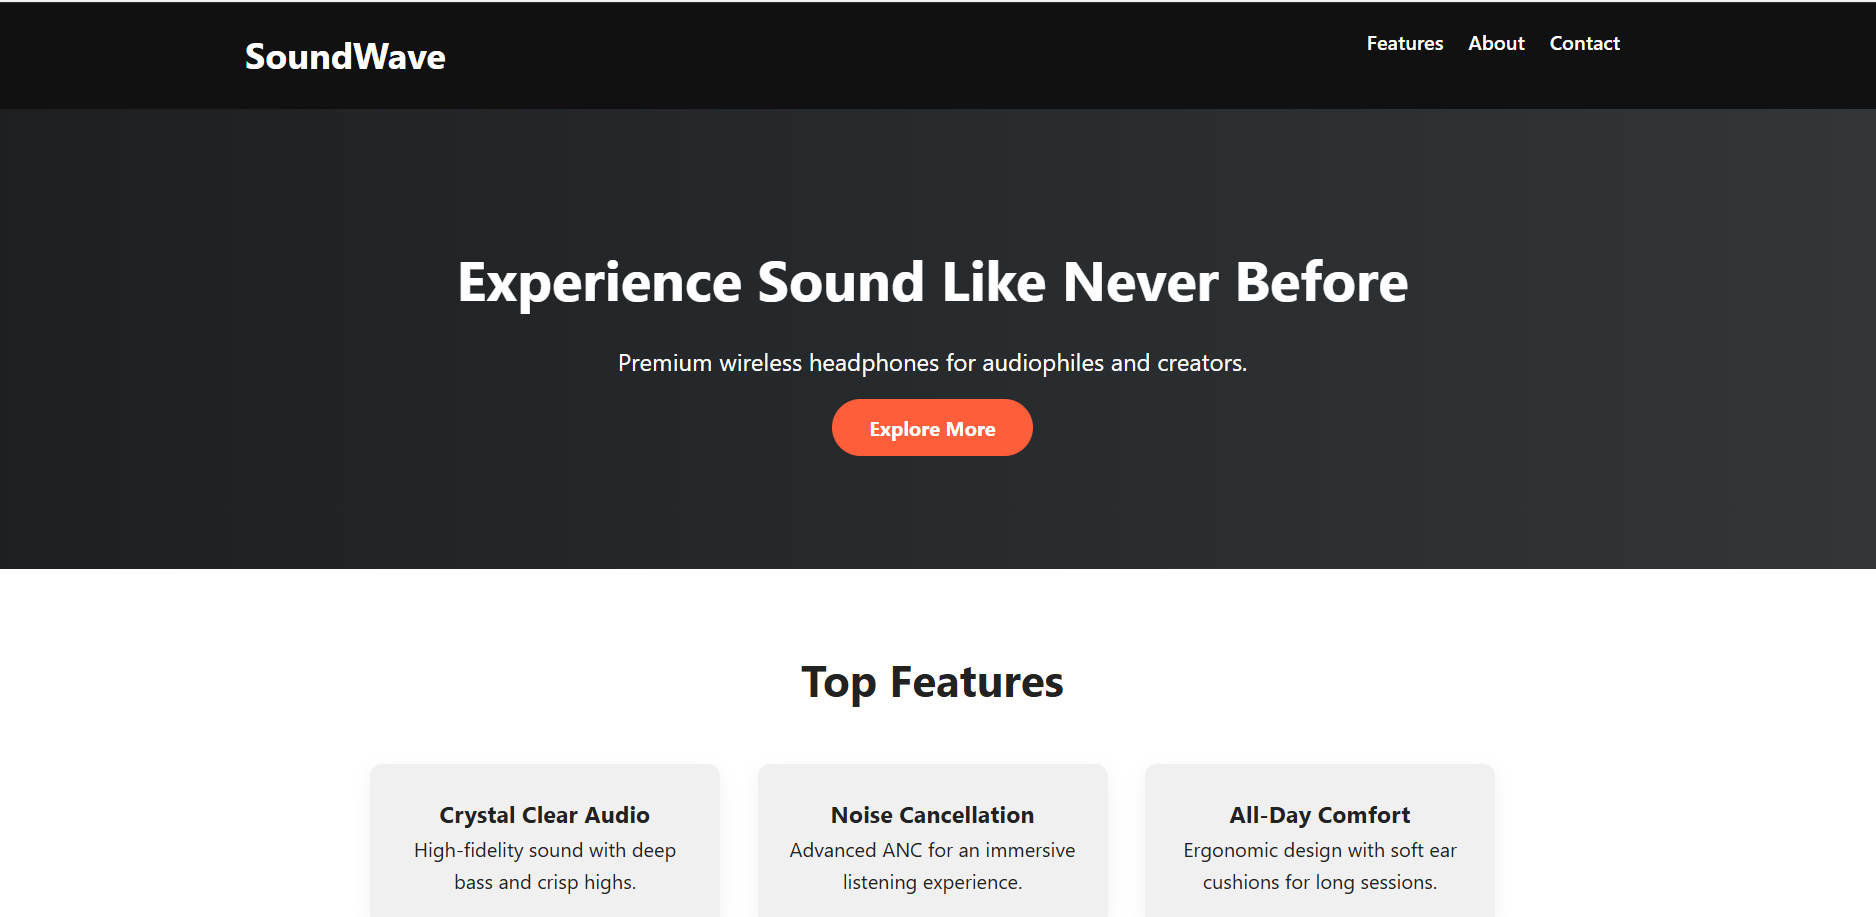 SoundWave
Features About Contact
Experience Sound Like Never Before
Premium wireless headphones for audiophiles and creators.
Explore More
Top Features
Crystal Clear Audio
High-fidelity sound with deep
bass and crisp highs.
Noise Cancellation
Advanced ANC for an immersive
listening experience.
All-Day Comfort
Ergonomic design with soft ear
cushions for long sessions.